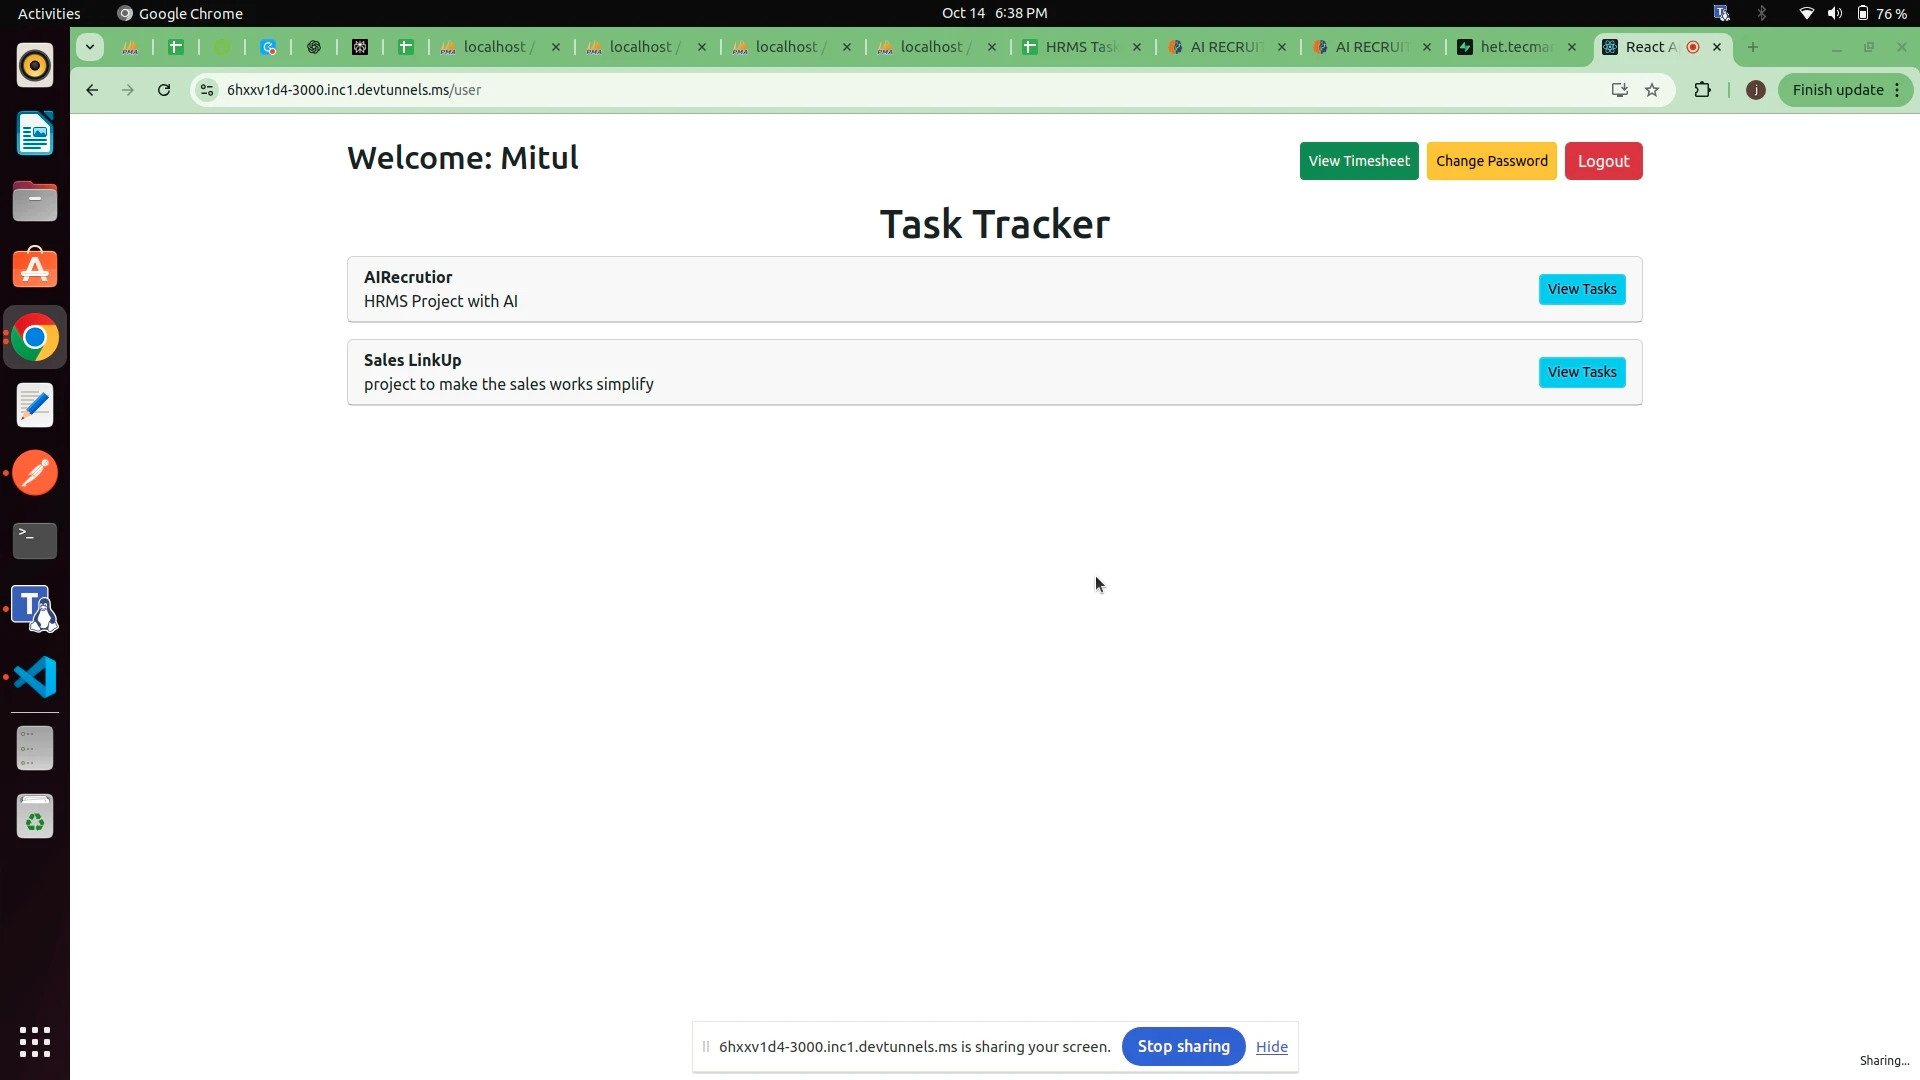 Activities
Google Chrome
Oct 14 6:38 PM
76 %
localhost /
localhost /
localhost /
localhost /
HRMS Task
AI RECRUIT
AI RECRUIT
het.tecma
React A
6hxxv1d4-3000.inc1.devtunnels.ms/user
j
Finish update
Welcome: Mitul
View Timesheet
Change Password
Logout
Task Tracker
AIRecrutior
HRMS Project with AI
View Tasks
Sales LinkUp
project to make the sales works simplify
View Tasks
6hxxv1d4-3000.inc1.devtunnels.ms is sharing your screen.
Stop sharing
Hide
Sharing...